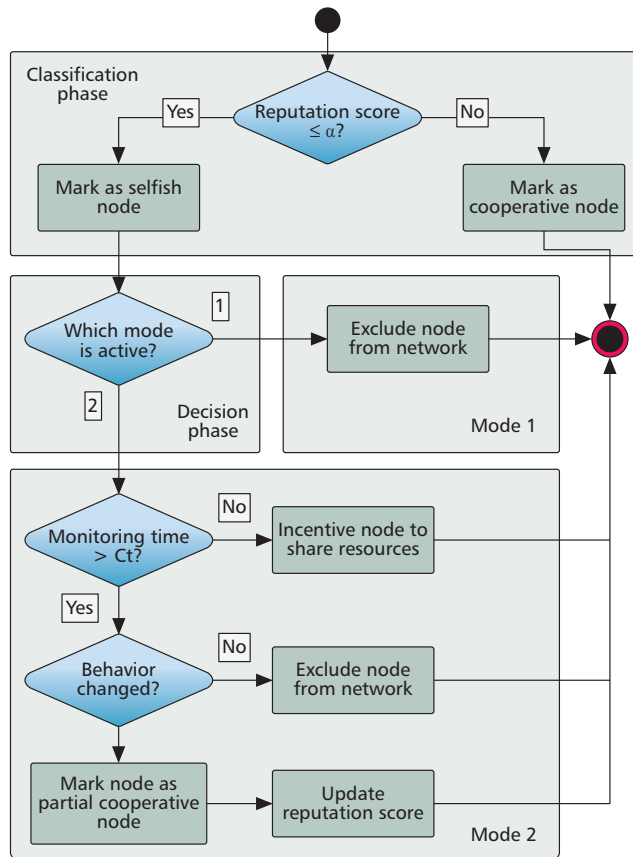 Classification
phase
Reputation score
≤ α?
Yes
No
Mark as selfish
node
Mark as
cooperative node
Which mode
is active?
1
2
Decision
phase
Exclude node
from network
Mode 1
Monitoring time
> Ct?
No
Incentive node to
share resources
Yes
Behavior
changed?
No
Exclude node
from network
Mark node as
partial cooperative
node
Update
reputation score
Mode 2